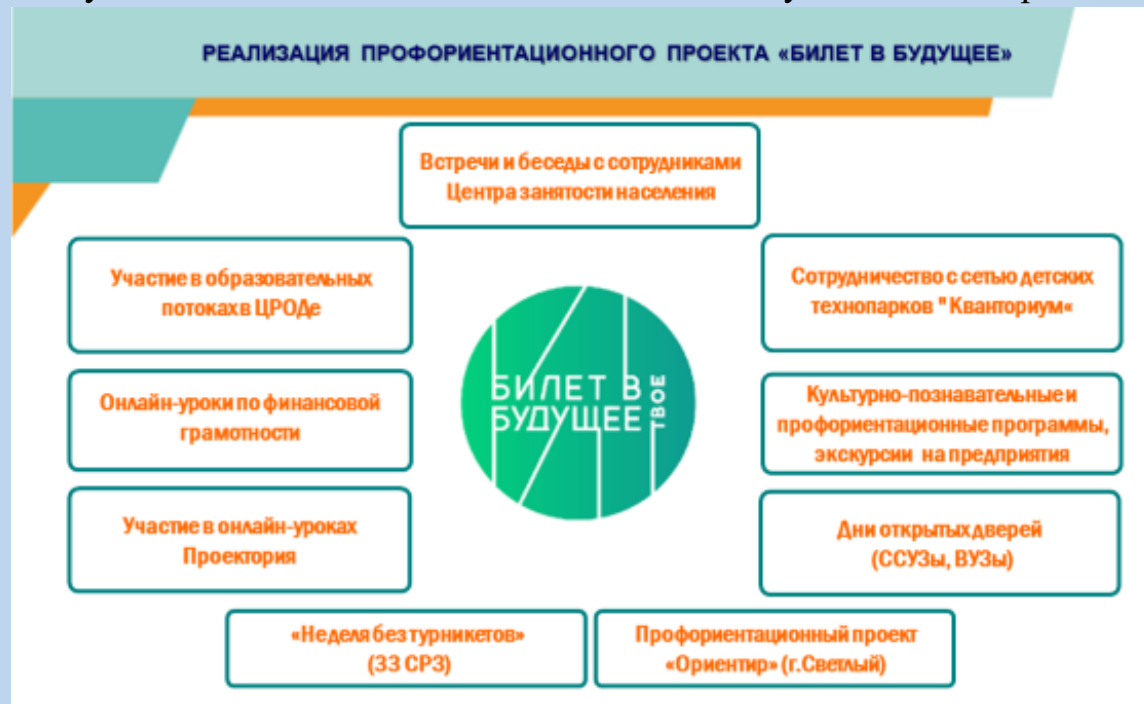 РЕАЛИЗАЦИЯ ПРОФОРИЕНТАЦИОННОГО ПРОЕКТА «БИЛЕТ В БУДУЩЕЕ»
Встречи и беседы с сотрудниками
Центра занятости населения
Участие в образовательных
потоках в ЦРОДе
Сотрудничество с сетью детских
технопарков "Кванториум«
Онлайн-уроки по финансовой
грамотности
БИЛЕТ В
БУДУЩЕЕ
ТВОЕ
Культурно-познавательные и
профориентационные программы,
экскурсии на предприятия
Участие в онлайн-уроках
Проектория
Дни открытых дверей
(ССУЗы, ВУЗы)
«Неделя без турникетов»
(33 СРЗ)
Профориентационный проект
«Ориентир» (г.Светлый)